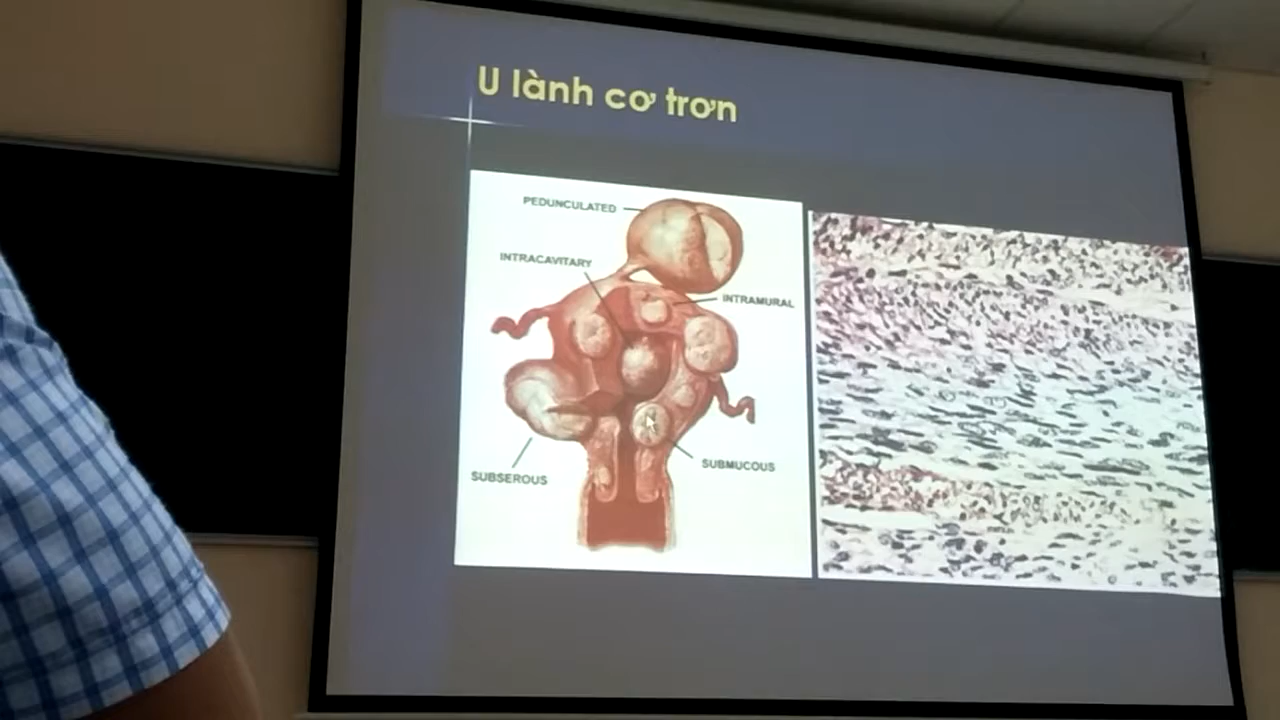 U lành cơ trơn
PEDUNCULATED
INTRACAVITARY
INTRAMURAL
SUBMUCOUS
SUBSEROUS